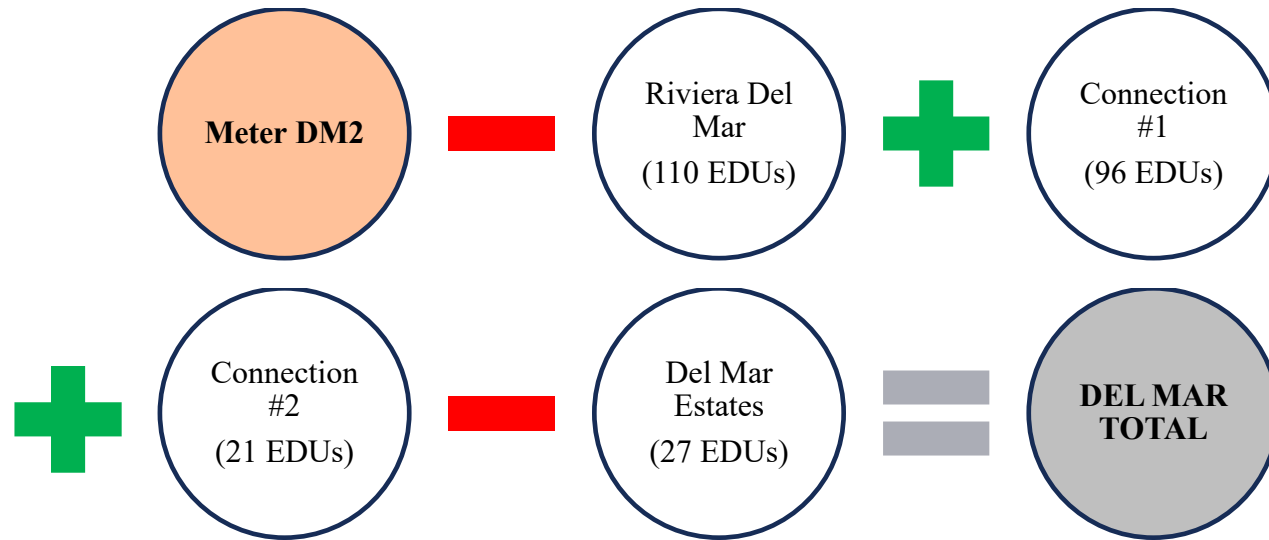 Meter DM2
Riviera Del
Mar
(110 EDUs)
Connection
#1
(96 EDUs)
Connection
#2
(21 EDUs)
Del Mar
Estates
(27 EDUs)
DEL MAR
TOTAL